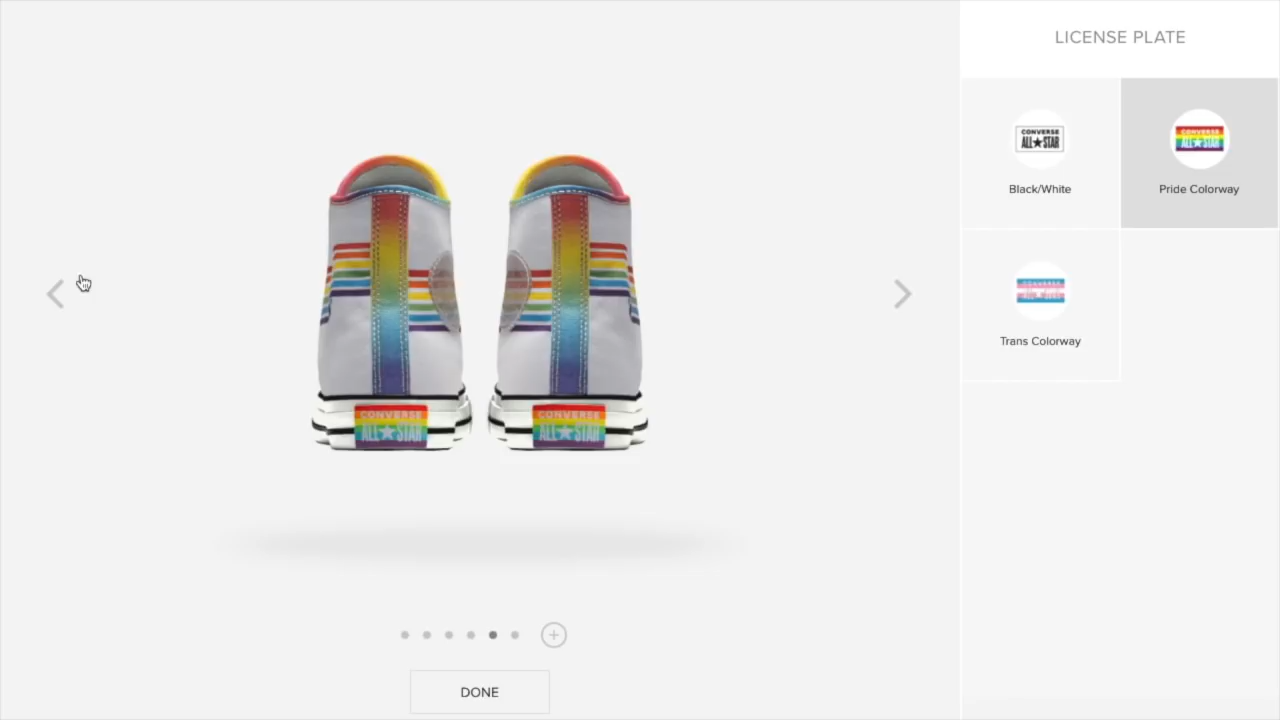 LICENSE PLATE
CONVERSE
ALL★STAR
Black/White
CONVERSE
ALL★STAR
Pride Colorway
CONVERSE
Trans Colorway
CONVERSE
ALL★STAR
CONVERSE
ALL★STAR
DONE